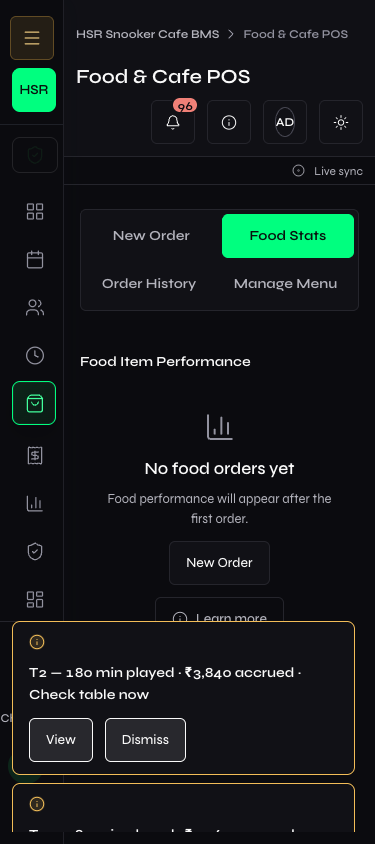 HSR Snooker Cafe BMS > Food & Cafe POS
HSR
Food & Cafe POS
96
AD
Live sync
New Order
Food Stats
Order History
Manage Menu
Food Item Performance
No food orders yet
Food performance will appear after the
first order.
New Order
Learn more
T2 — 180 min played · ₹3,840 accrued ·
Check table now
View
Dismiss